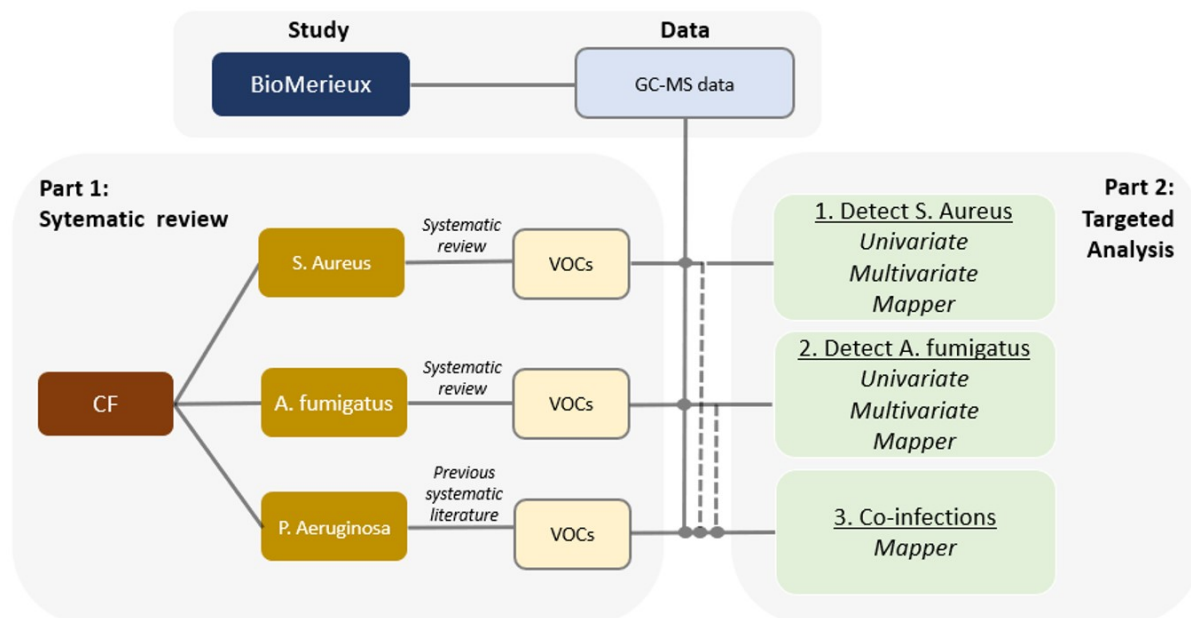 Study
Data
BioMerieux
GC-MS data
Part 1:
Sytematic review
Part 2:
Targeted
Analysis
CF
S. Aureus
Systematic
review
VOCs
1. Detect S. Aureus
Univariate
Multivariate
Mapper
A. fumigatus
Systematic
review
VOCs
2. Detect A. fumigatus
Univariate
Multivariate
Mapper
P. Aeruginosa
Previous
systematic
literature
VOCs
3. Co-infections
Mapper